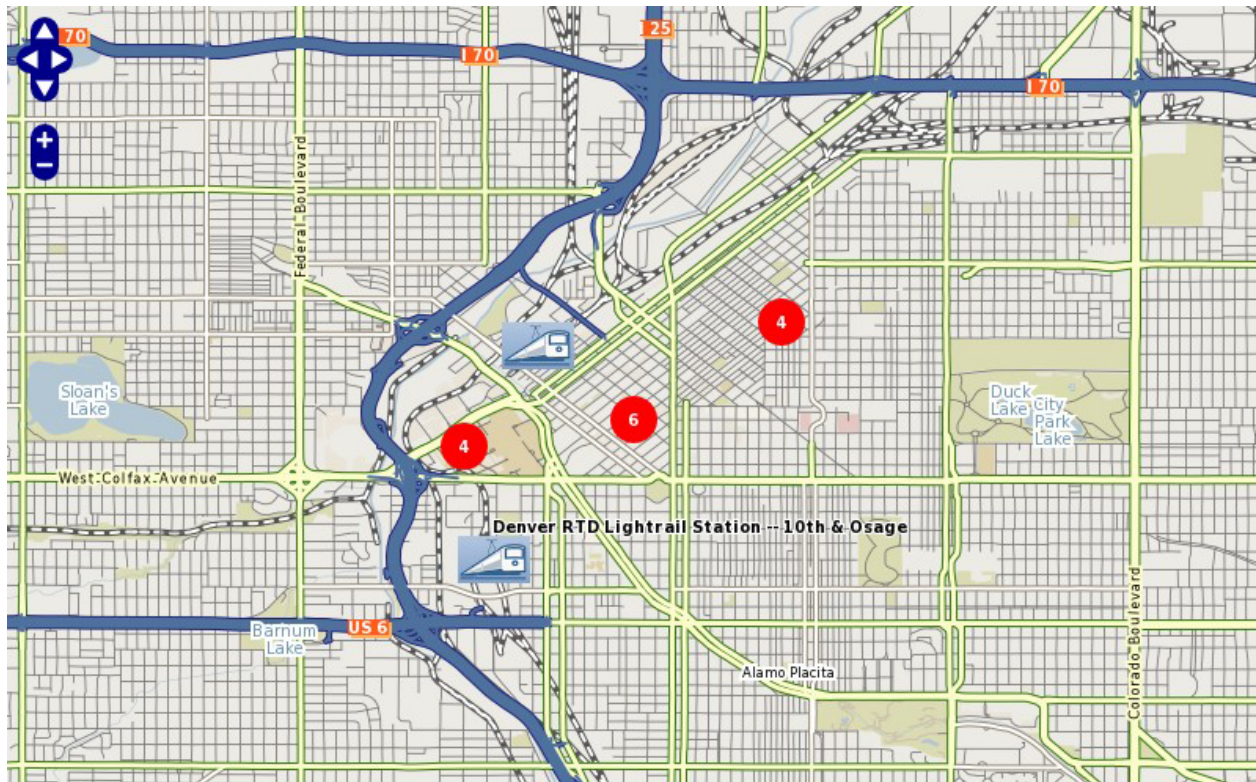 70
I 25
I 70
I 70
+
−
Federal Boulevard
4
Sloan's
Lake
Duck
Lake
City
Park
Lake
6
4
West Colfax Avenue
Denver RTD Lightrail Station -- 10th & Osage
Colorado Boulevard
US 6
Barnum
Lake
Alamo Placita